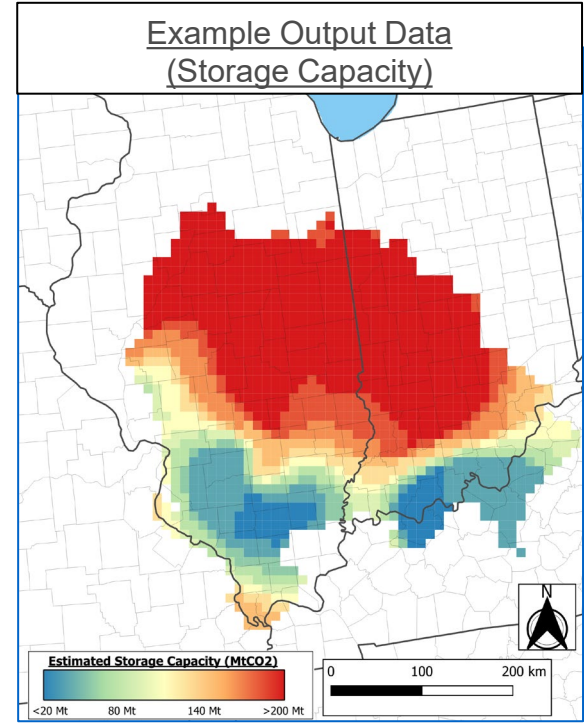 Example Output Data
(Storage Capacity)
N
Estimated Storage Capacity (MtCO2)
<20 Mt 80 Mt 140 Mt >200 Mt
0 100 200 km